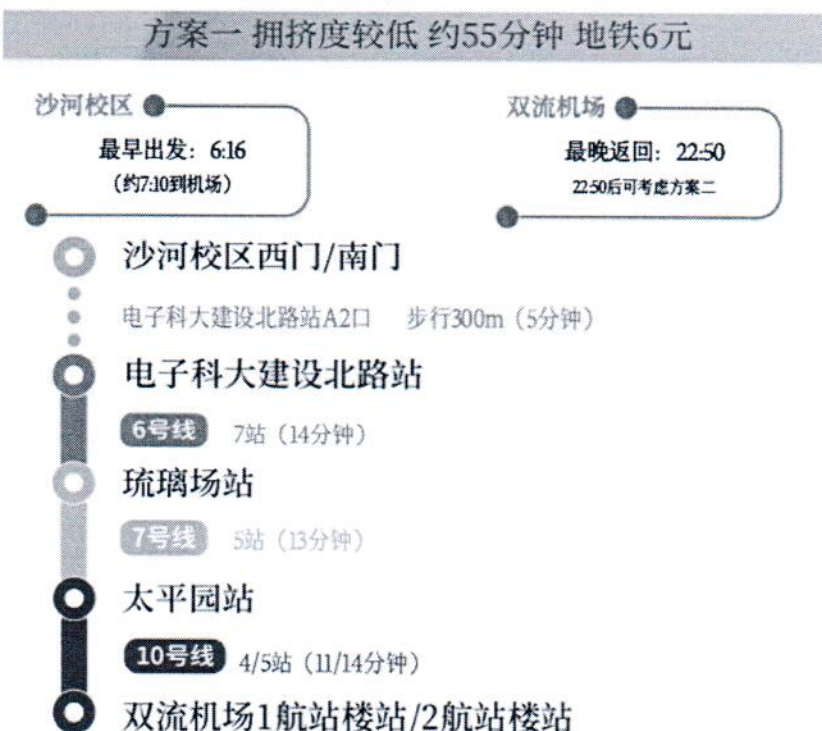 方案一 拥挤度较低 约55分钟 地铁6元
沙河校区
最早出发：6:16
（约7:10到机场）
双流机场
最晚返回：22:50
22:50后可考虑方案二
沙河校区西门/南门
电子科大建设北路站A2口 步行300m（5分钟）
电子科大建设北路站
6号线 7站（14分钟）
琉璃场站
7号线 5站（13分钟）
太平园站
10号线 4/5站（11/14分钟）
双流机场1航站楼站/2航站楼站